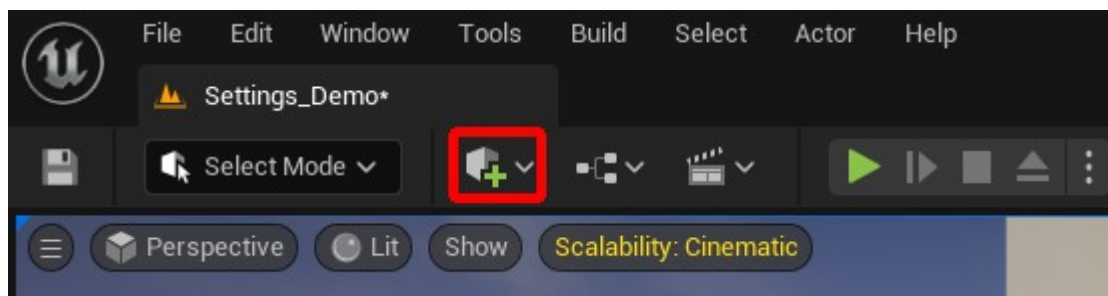 File Edit Window Tools Build Select Actor Help
Settings_Demo*
Select Mode
Perspective Lit Show Scalability: Cinematic